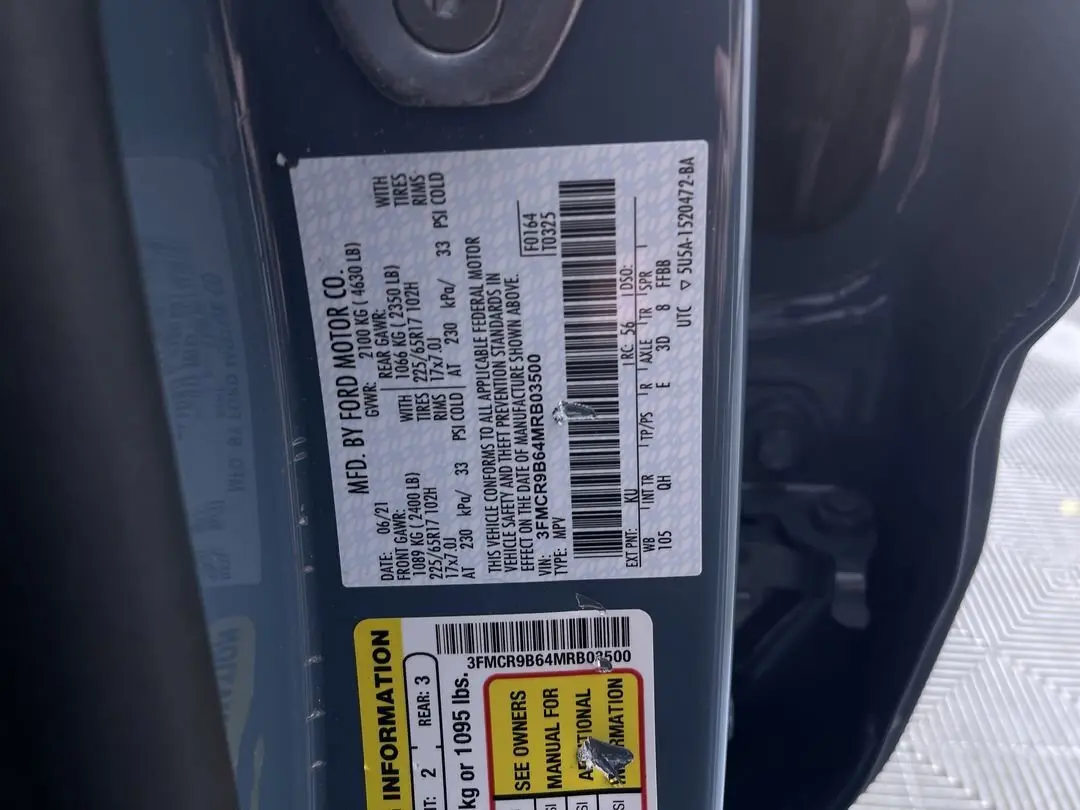 MFD. BY FORD MOTOR CO.
DATE: 06/21 GVWR: 2100 KG ( 4630 LB)
FRONT GAWR: REAR GAWR:
1089 KG ( 2400 LB) WITH 1066 KG ( 2350 LB) WITH
225/65R17 102H TIRES 225/65R17 102H TIRES
17x7.0J RIMS 17x7.0J RIMS
AT 230 kPa/ 33 PSI COLD AT 230 kPa/ 33 PSI COLD
THIS VEHICLE CONFORMS TO ALL APPLICABLE FEDERAL MOTOR
VEHICLE SAFETY AND THEFT PREVENTION STANDARDS IN
EFFECT ON THE DATE OF MANUFACTURE SHOWN ABOVE.
VIN: 3FMCR9B64MRB03500 F0164
TYPE: MPV T0325
EXT PNT: KU RC: 56 DSO:
WB INT TR TP/PS R AXLE TR SPR
105 QH E 3D 8 FFBB
UTC ▽ 5U5A-1520472-BA
INFORMATION
2 REAR: 3
kg or 1095 lbs.
3FMCR9B64MRB03500
SEE OWNERS
MANUAL FOR
ADDITIONAL
INFORMATION